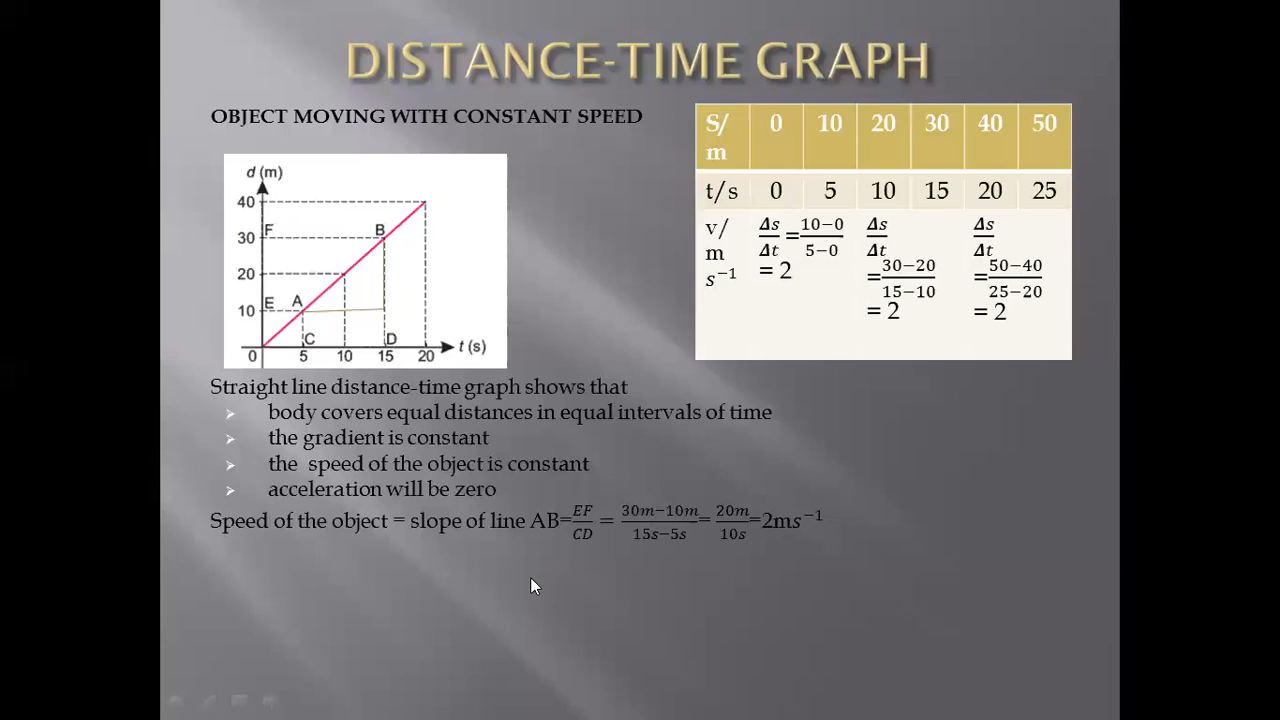 DISTANCE-TIME GRAPH
OBJECT MOVING WITH CONSTANT SPEED
d (m)
40
F
B
30
20
E
A
10
C
D
0 5 10 15 20 t (s)
S/ 0 10 20 30 40 50
m
t/s 0 5 10 15 20 25
v/ Δs/Δt = 10−0/5−0 Δs/Δt Δs/Δt
m = 2 = 30−20/15−10 = 50−40/25−20
s⁻¹ = 2 = 2
Straight line distance-time graph shows that
➢ body covers equal distances in equal intervals of time
➢ the gradient is constant
➢ the speed of the object is constant
➢ acceleration will be zero
Speed of the object = slope of line AB= EF/CD = 30m−10m/15s−5s = 20m/10s =2ms⁻¹